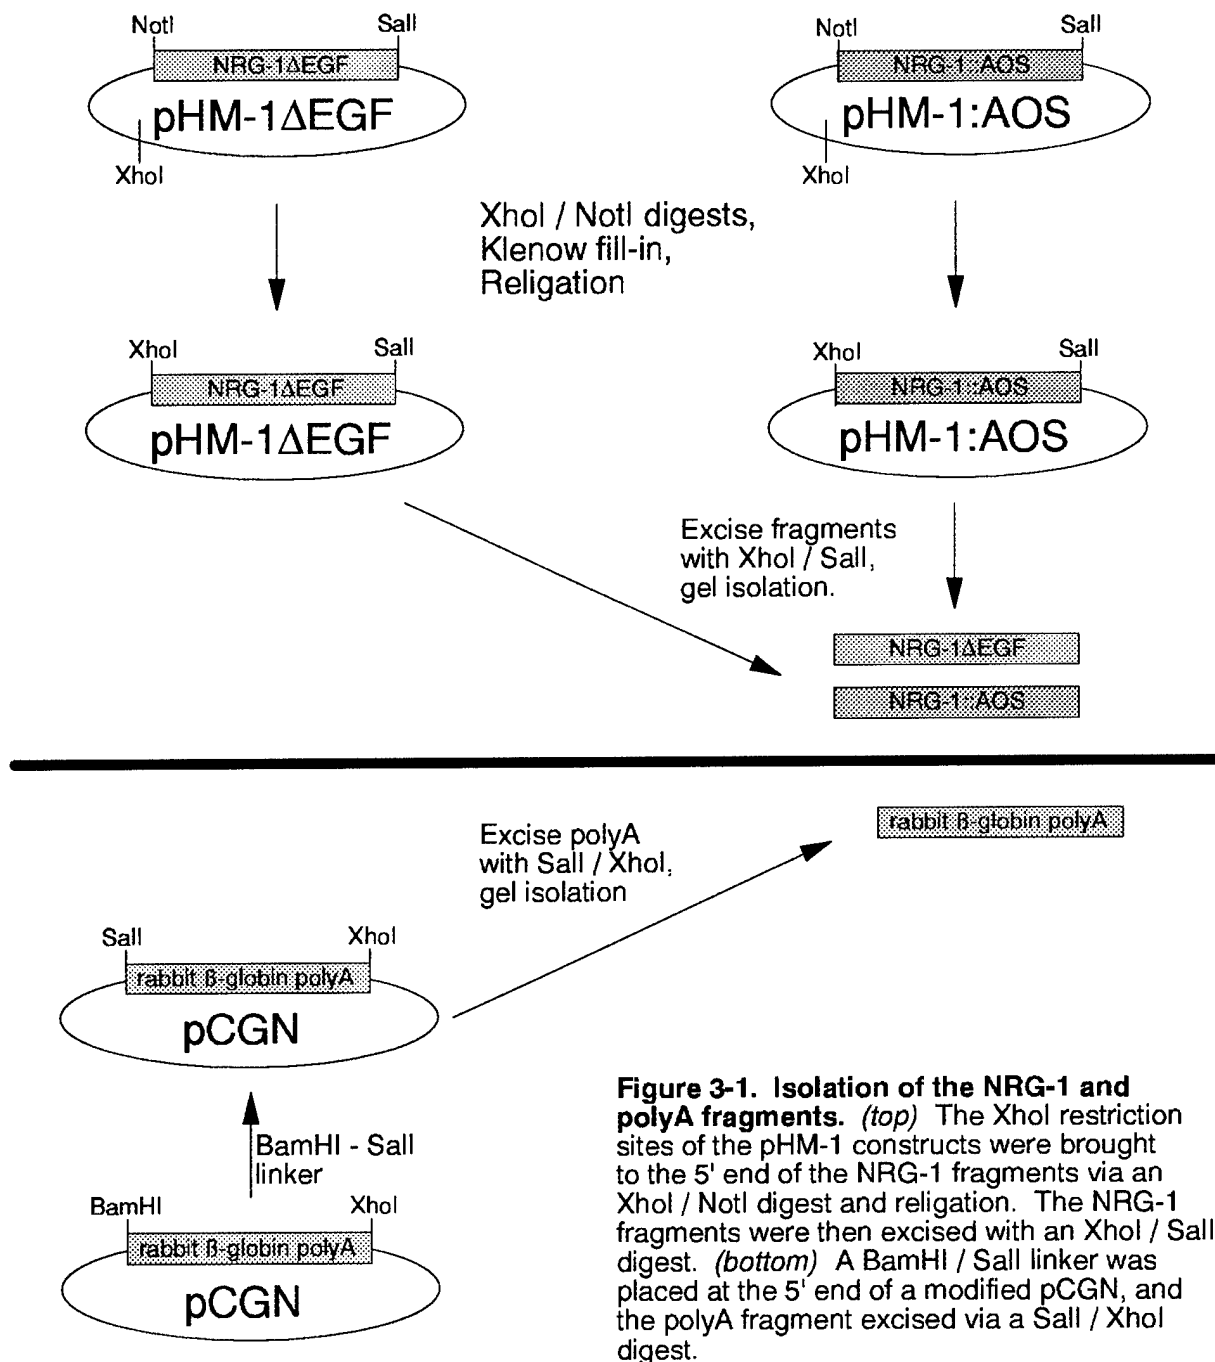 NotI
SalI
NRG-1ΔEGF
pHM-1ΔEGF
XhoI
NotI
SalI
NRG-1::AOS
pHM-1:AOS
XhoI
XhoI / NotI digests,
Klenow fill-in,
Religation
XhoI
SalI
NRG-1ΔEGF
pHM-1ΔEGF
XhoI
SalI
NRG-1::AOS
pHM-1:AOS
Excise fragments
with XhoI / SalI,
gel isolation.
NRG-1ΔEGF
NRG-1::AOS
Excise polyA
with SalI / XhoI,
gel isolation
rabbit ß-globin polyA
SalI
XhoI
rabbit ß-globin polyA
pCGN
BamHI - SalI
linker
BamHI
XhoI
rabbit ß-globin polyA
pCGN
Figure 3-1. Isolation of the NRG-1 and
polyA fragments. (top) The XhoI restriction
sites of the pHM-1 constructs were brought
to the 5' end of the NRG-1 fragments via an
XhoI / NotI digest and religation. The NRG-1
fragments were then excised with an XhoI / SalI
digest. (bottom) A BamHI / SalI linker was
placed at the 5' end of a modified pCGN, and
the polyA fragment excised via a SalI / XhoI
digest.